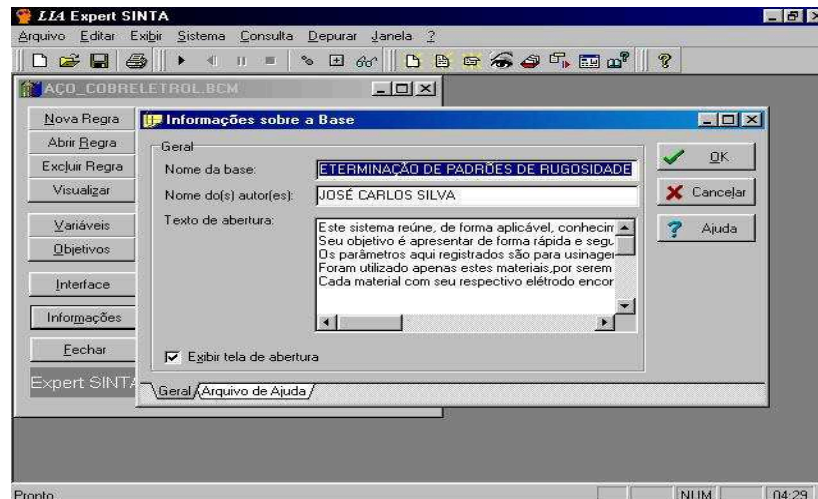 LIA Expert SINTA
Arquivo Editar Exibir Sistema Consulta Depurar Janela ?
AÇO_COBRELETROL.BCM
Nova Regra
Abrir Regra
Excluir Regra
Visualizar
Variáveis
Objetivos
Interface
Informações
Fechar
Expert SINTA
Informações sobre a Base
Geral
Nome da base: ETERMINAÇÃO DE PADRÕES DE RUGOSIDADE
Nome do(s) autor(es): JOSÉ CARLOS SILVA
Texto de abertura:
Este sistema reúne, de forma aplicável, conhecim
Seu objetivo é apresentar de forma rápida e segu
Os parâmetros aqui registrados são para usinager
Foram utilizado apenas estes materiais,por serem
Cada material com seu respectivo elétrodo encor
Exibir tela de abertura
Geral Arquivo de Ajuda
OK
Cancelar
Ajuda
Pronto NUM 04:29